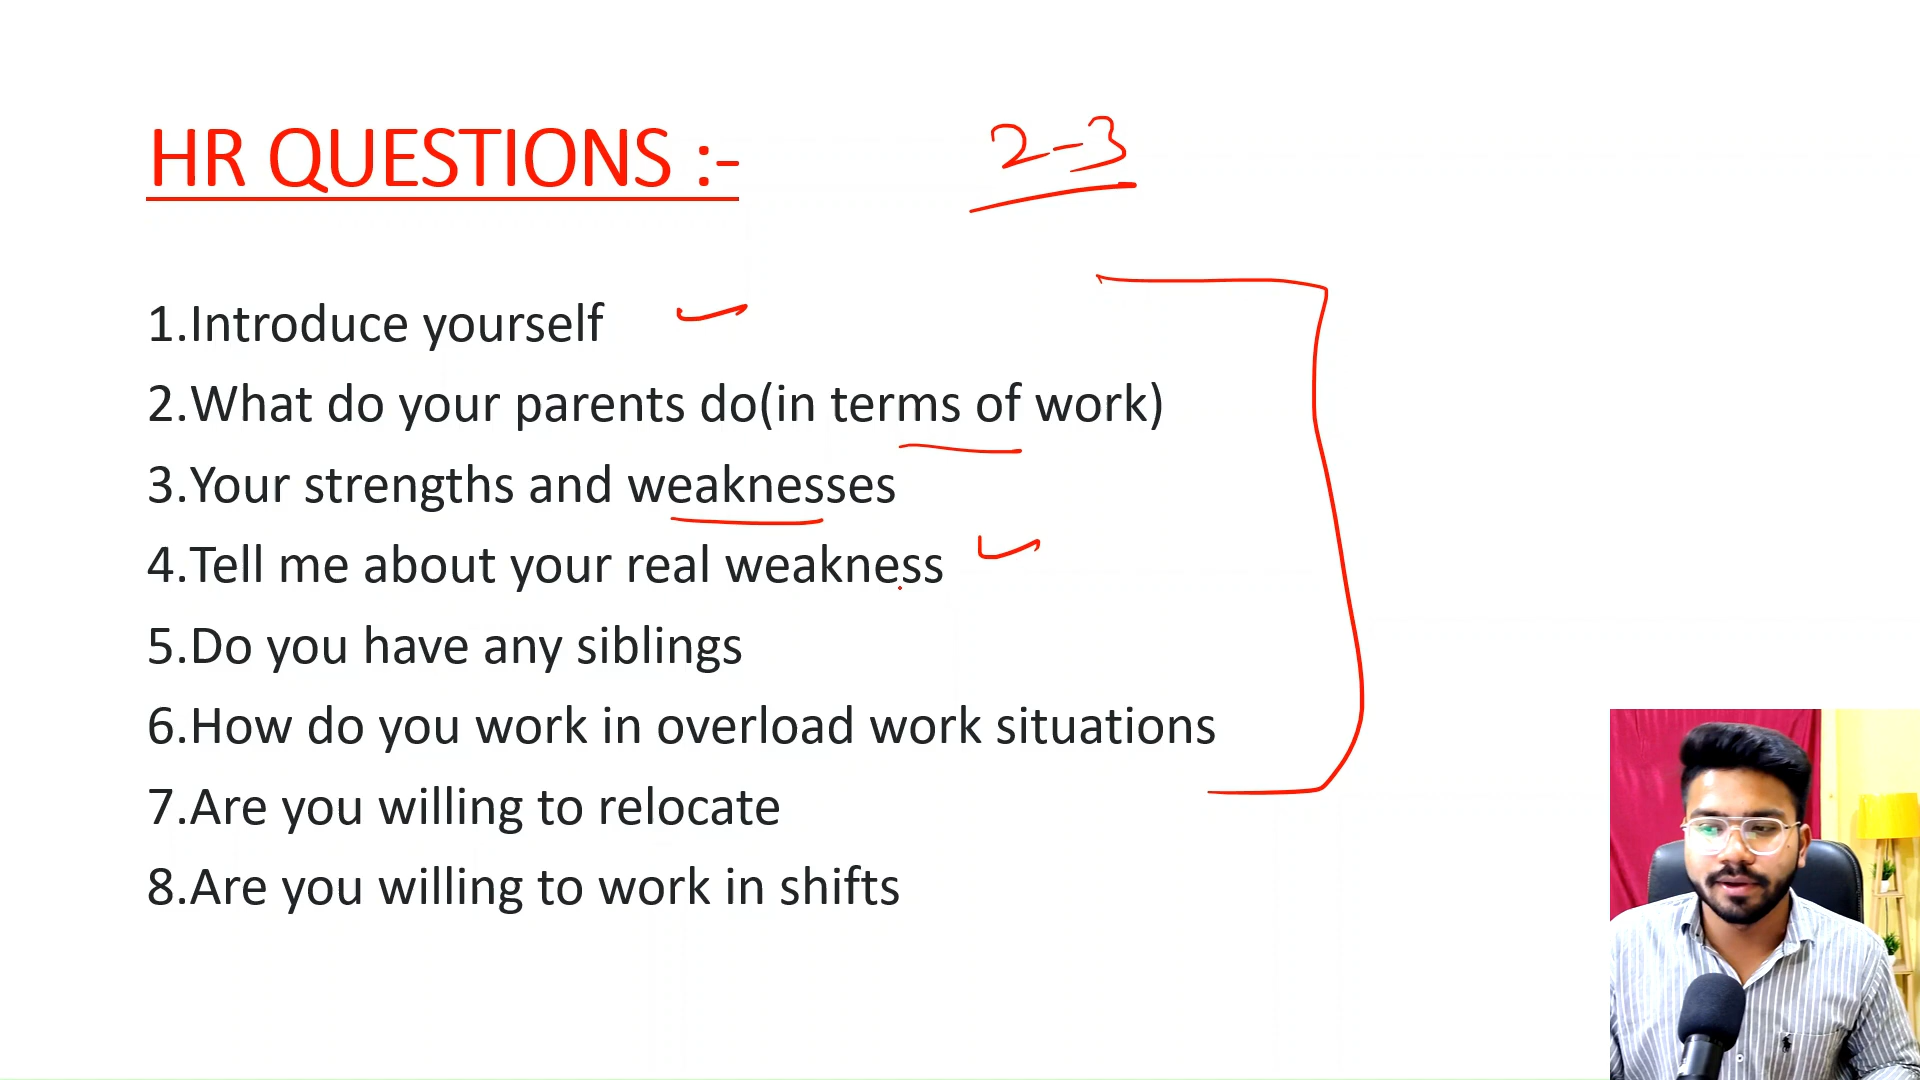 HR QUESTIONS :-
2-3
1.Introduce yourself
2.What do your parents do(in terms of work)
3.Your strengths and weaknesses
4.Tell me about your real weakness
5.Do you have any siblings
6.How do you work in overload work situations
7.Are you willing to relocate
8.Are you willing to work in shifts